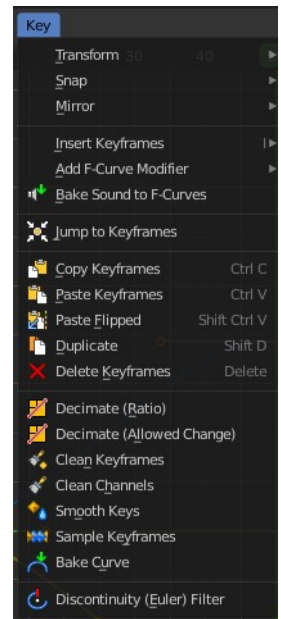 Key
Transform
30 40
Snap
Mirror
Insert Keyframes I
Add F-Curve Modifier
Bake Sound to F-Curves
Jump to Keyframes
Copy Keyframes Ctrl C
Paste Keyframes Ctrl V
Paste Flipped Shift Ctrl V
Duplicate Shift D
Delete Keyframes Delete
Decimate (Ratio)
Decimate (Allowed Change)
Clean Keyframes
Clean Channels
Smooth Keys
Sample Keyframes
Bake Curve
Discontinuity (Euler) Filter